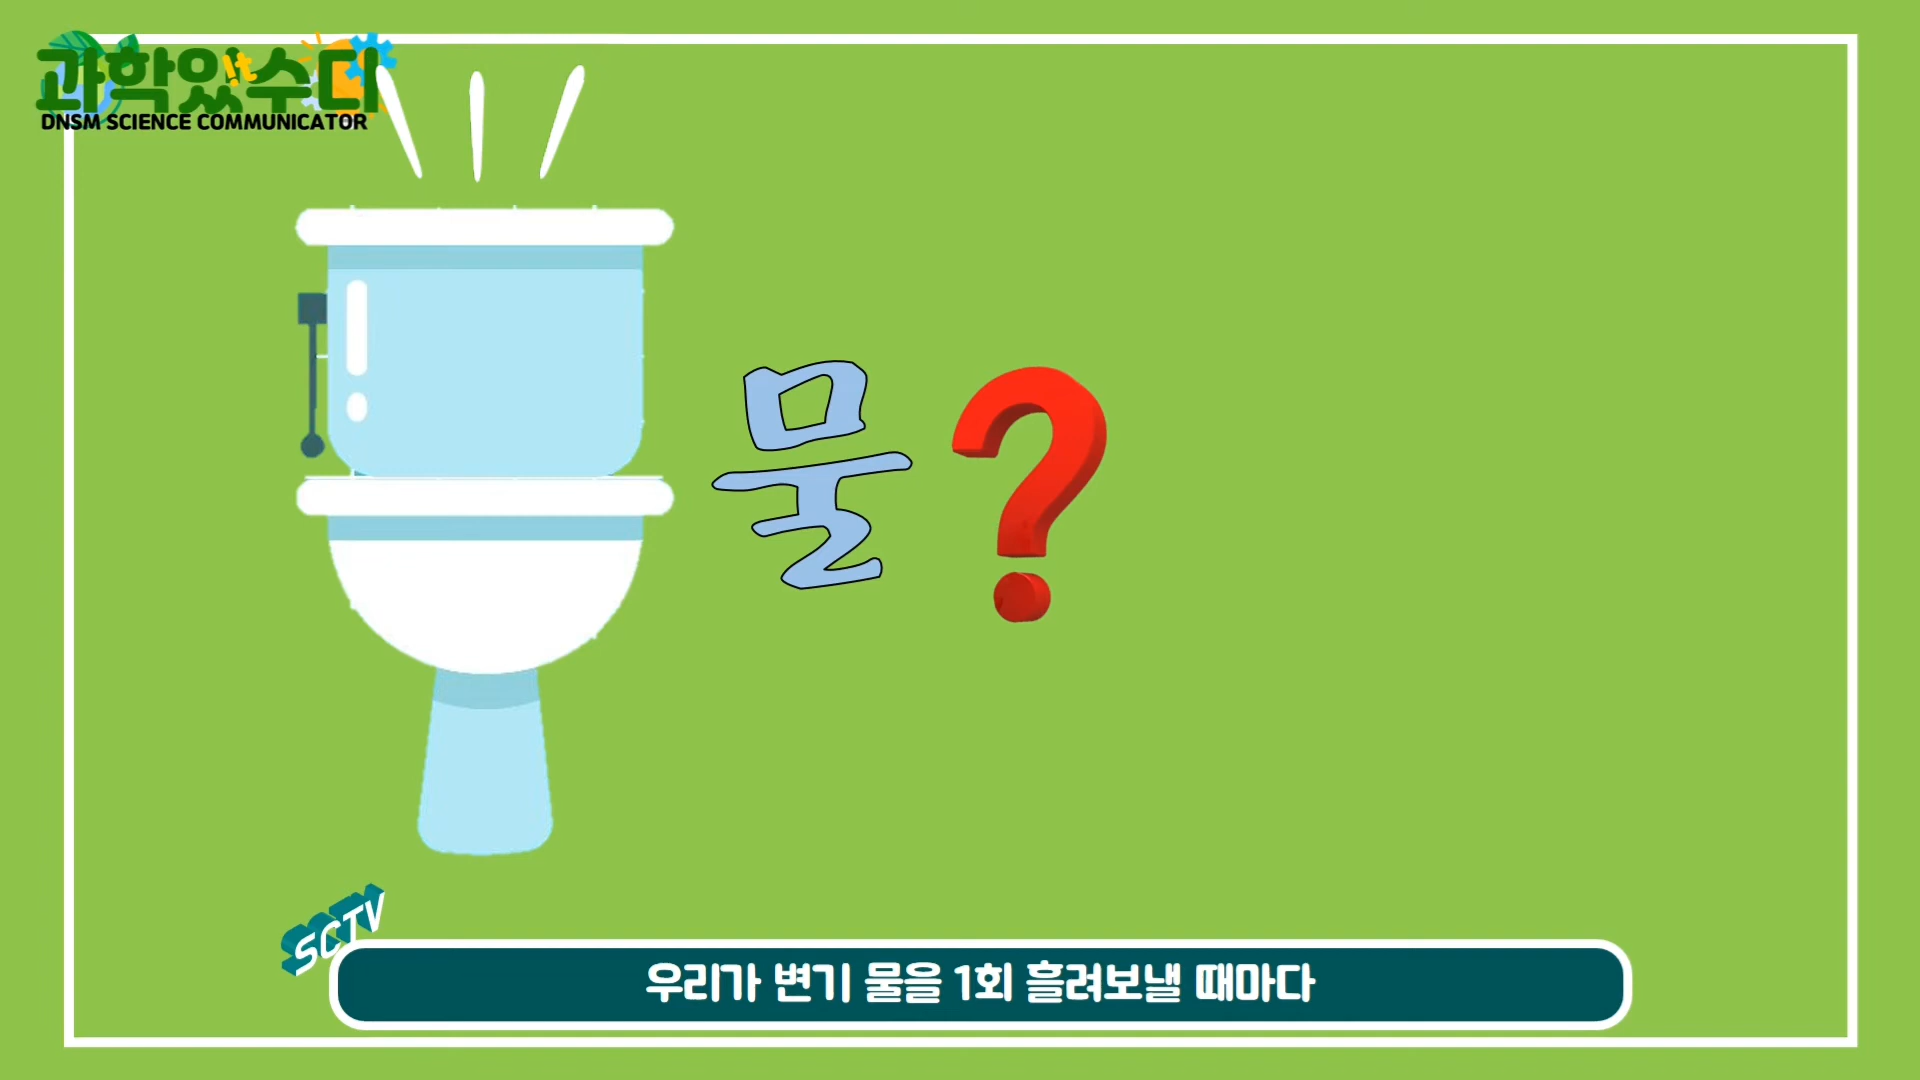 과학있수다
DNSM SCIENCE COMMUNICATOR
물?
SCTV
우리가 변기 물을 1회 흘려보낼 때마다